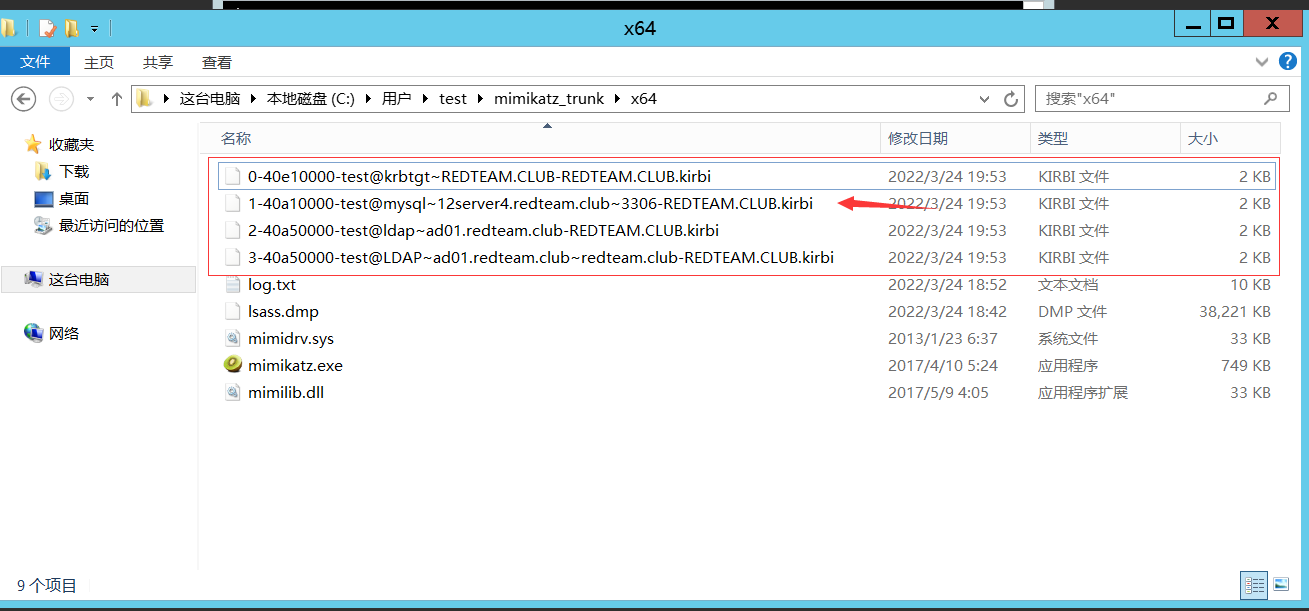 x64
文件 主页 共享 查看
这台电脑 本地磁盘 (C:) 用户 test mimikatz_trunk x64 搜索"x64"
名称 修改日期 类型 大小
收藏夹
下载
桌面
最近访问的位置
这台电脑
网络
0-40e10000-test@krbtgt~REDTEAM.CLUB-REDTEAM.CLUB.kirbi 2022/3/24 19:53 KIRBI 文件 2 KB
1-40a10000-test@mysql~12server4.redteam.club~3306-REDTEAM.CLUB.kirbi 2022/3/24 19:53 KIRBI 文件 2 KB
2-40a50000-test@ldap~ad01.redteam.club-REDTEAM.CLUB.kirbi 2022/3/24 19:53 KIRBI 文件 2 KB
3-40a50000-test@LDAP~ad01.redteam.club~redteam.club-REDTEAM.CLUB.kirbi 2022/3/24 19:53 KIRBI 文件 2 KB
log.txt 2022/3/24 18:52 文本文档 10 KB
lsass.dmp 2022/3/24 18:42 DMP 文件 38,221 KB
mimidrv.sys 2013/1/23 6:37 系统文件 33 KB
mimikatz.exe 2017/4/10 5:24 应用程序 749 KB
mimilib.dll 2017/5/9 4:05 应用程序扩展 33 KB
9 个项目